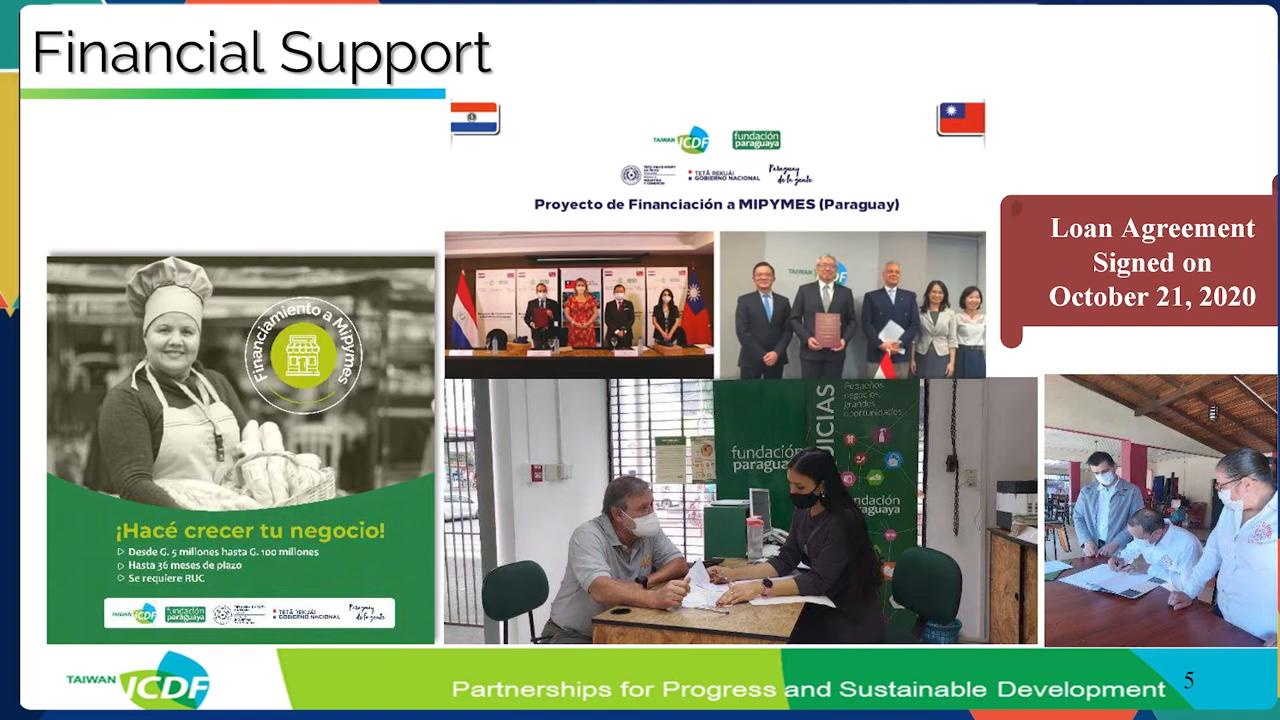 Financial Support
TAIWAN ICDF
fundación
paraguaya
TETÃ REKUÁI
GOBIERNO NACIONAL
Paraguay
de la gente
Proyecto de Financiación a MIPYMES (Paraguay)
Loan Agreement
Signed on
October 21, 2020
TAIWAN
Financiamiento a Mipymes
¡Hacé crecer tu negocio!
Desde G. 5 millones hasta G. 100 millones
Hasta 36 meses de plazo
Se requiere RUC
TAIWAN ICDF
fundación
paraguaya
TETÃ REKUÁI
GOBIERNO NACIONAL
Paraguay
de la gente
Pequeños
negocios,
grandes
oportunidades
fundación
fundación
paraguaya
TAIWAN ICDF
Partnerships for Progress and Sustainable Development
5